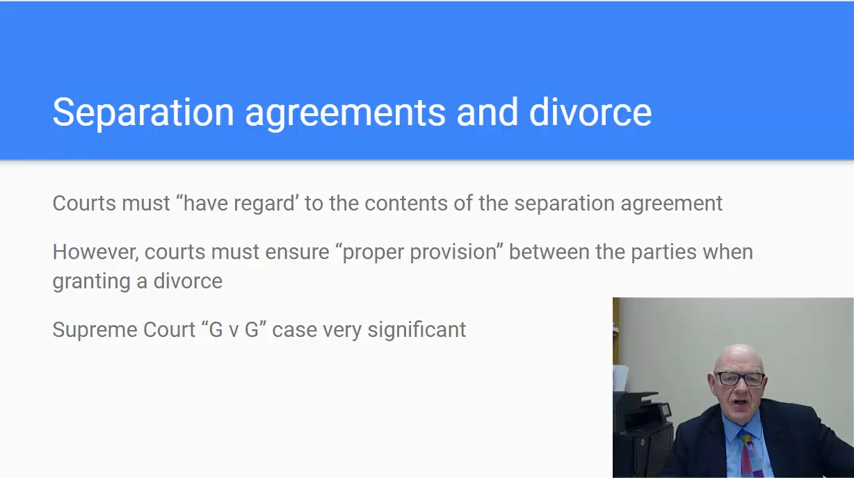 Separation agreements and divorce
Courts must “have regard’ to the contents of the separation agreement
However, courts must ensure “proper provision” between the parties when
granting a divorce
Supreme Court “G v G” case very significant